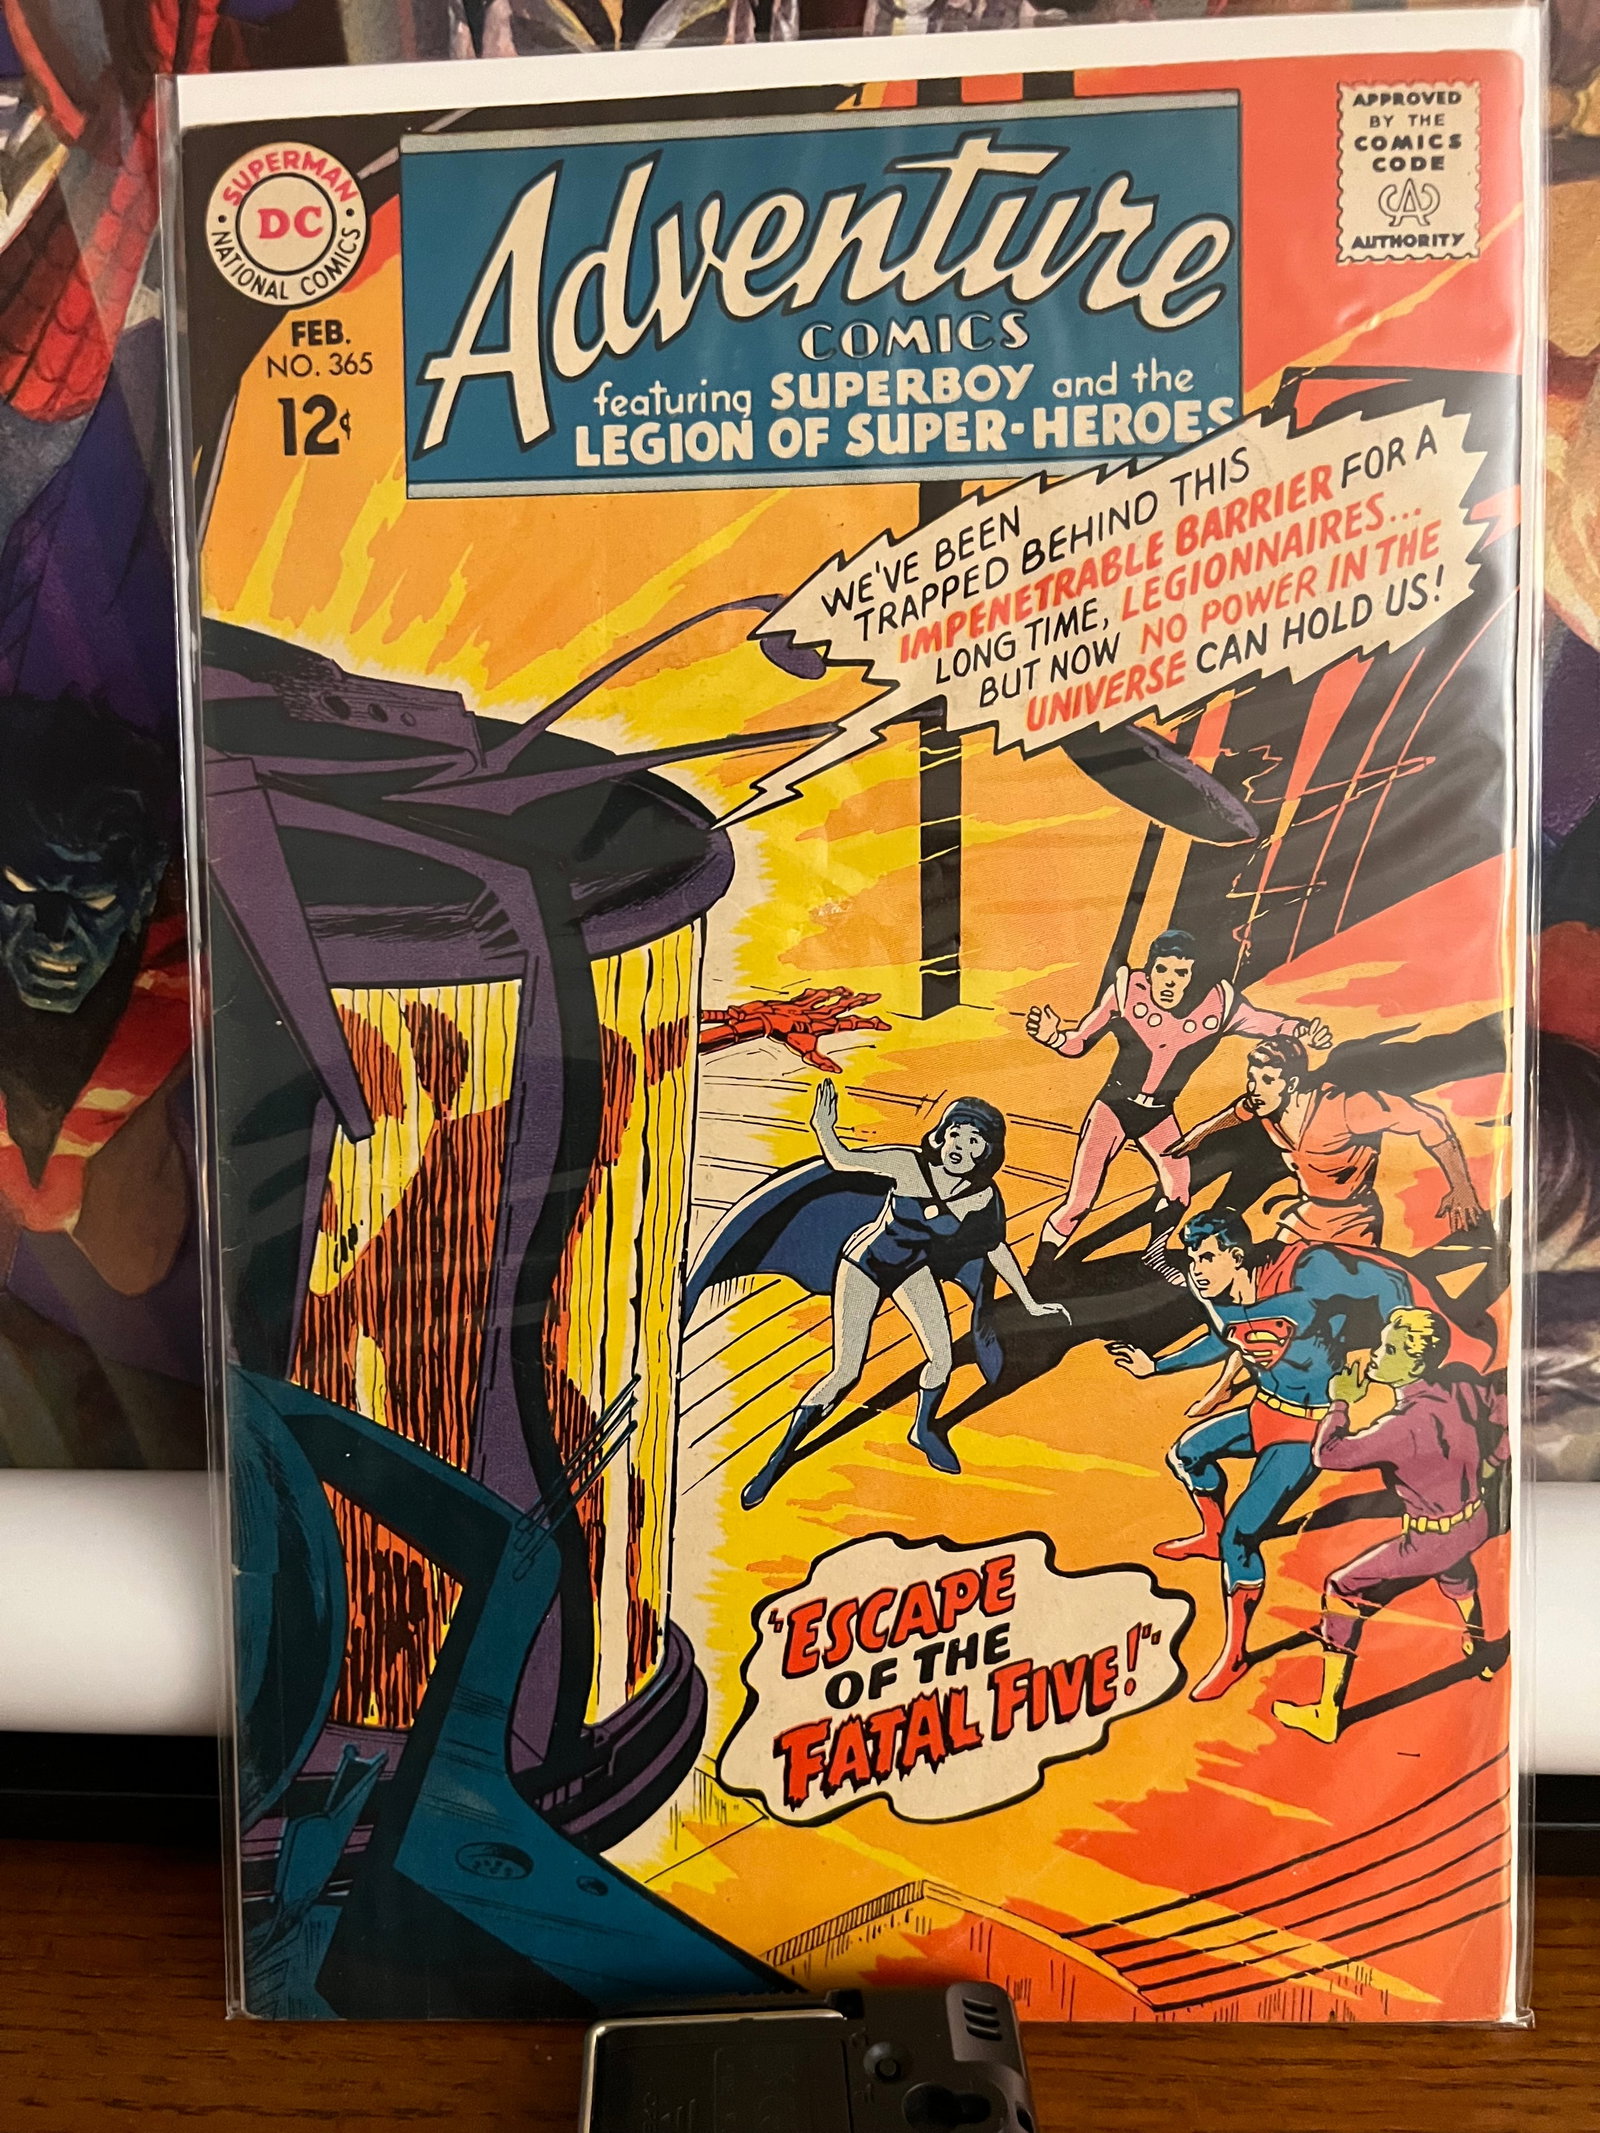 SUPERMAN
DC
NATIONAL COMICS
FEB.
NO. 365
12¢
Adventure
COMICS
featuring SUPERBOY and the
LEGION OF SUPER-HEROES
APPROVED
BY THE
COMICS
CODE
CA
AUTHORITY
WE'VE BEEN
TRAPPED BEHIND THIS
IMPENETRABLE BARRIER FOR A
LONG TIME, LEGIONNAIRES...
BUT NOW NO POWER IN THE
UNIVERSE CAN HOLD US!
S
"ESCAPE
OF THE
FATAL FIVE!"